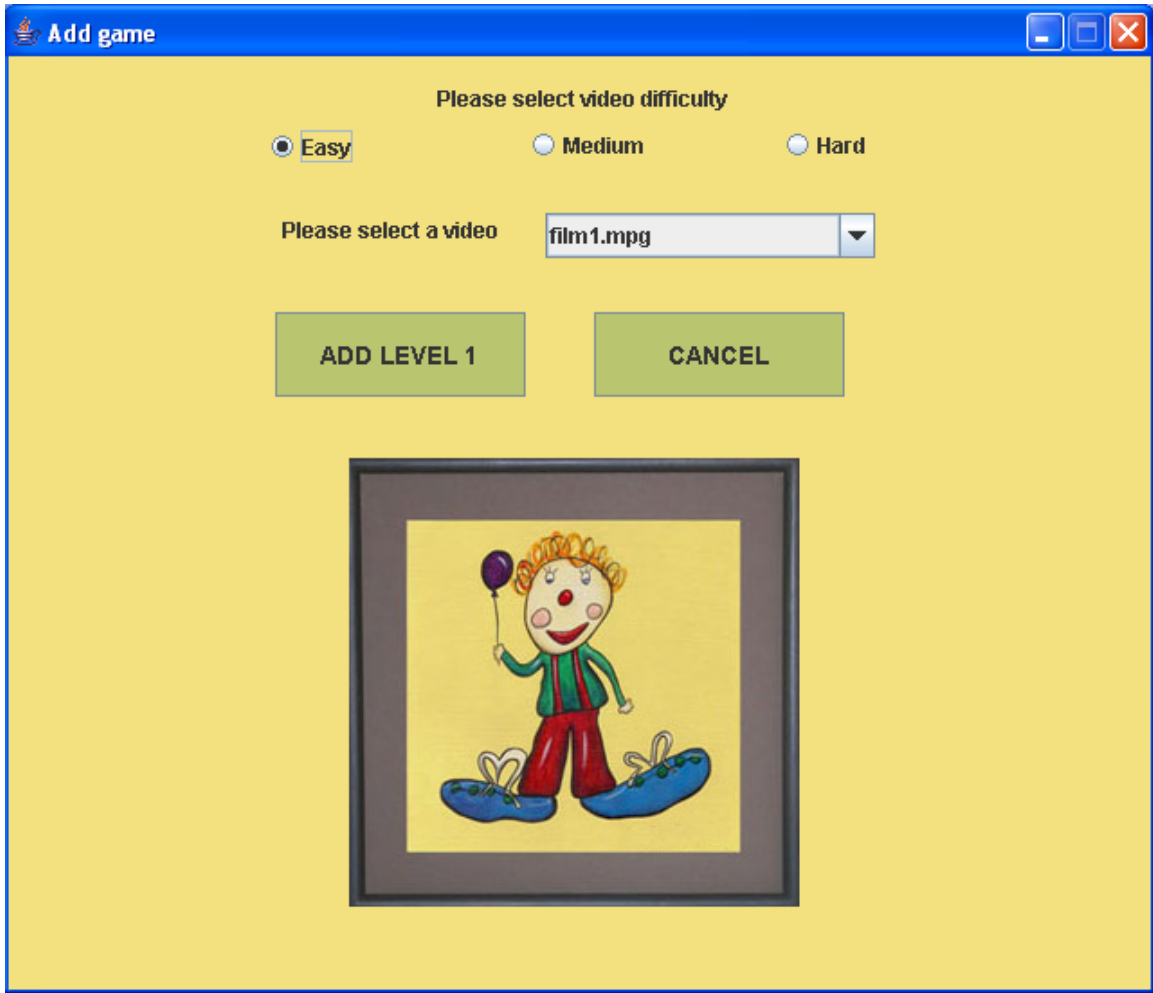 Add game
Please select video difficulty
Easy Medium Hard
Please select a video film1.mpg
ADD LEVEL 1 CANCEL